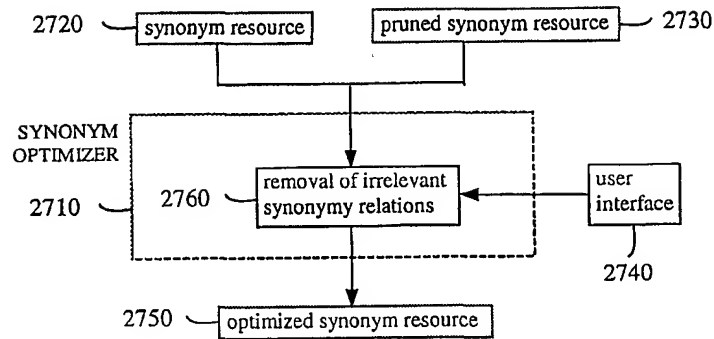 2720
synonym resource
pruned synonym resource
2730
SYNONYM
OPTIMIZER
2710
2760
removal of irrelevant
synonymy relations
user
interface
2740
2750
optimized synonym resource